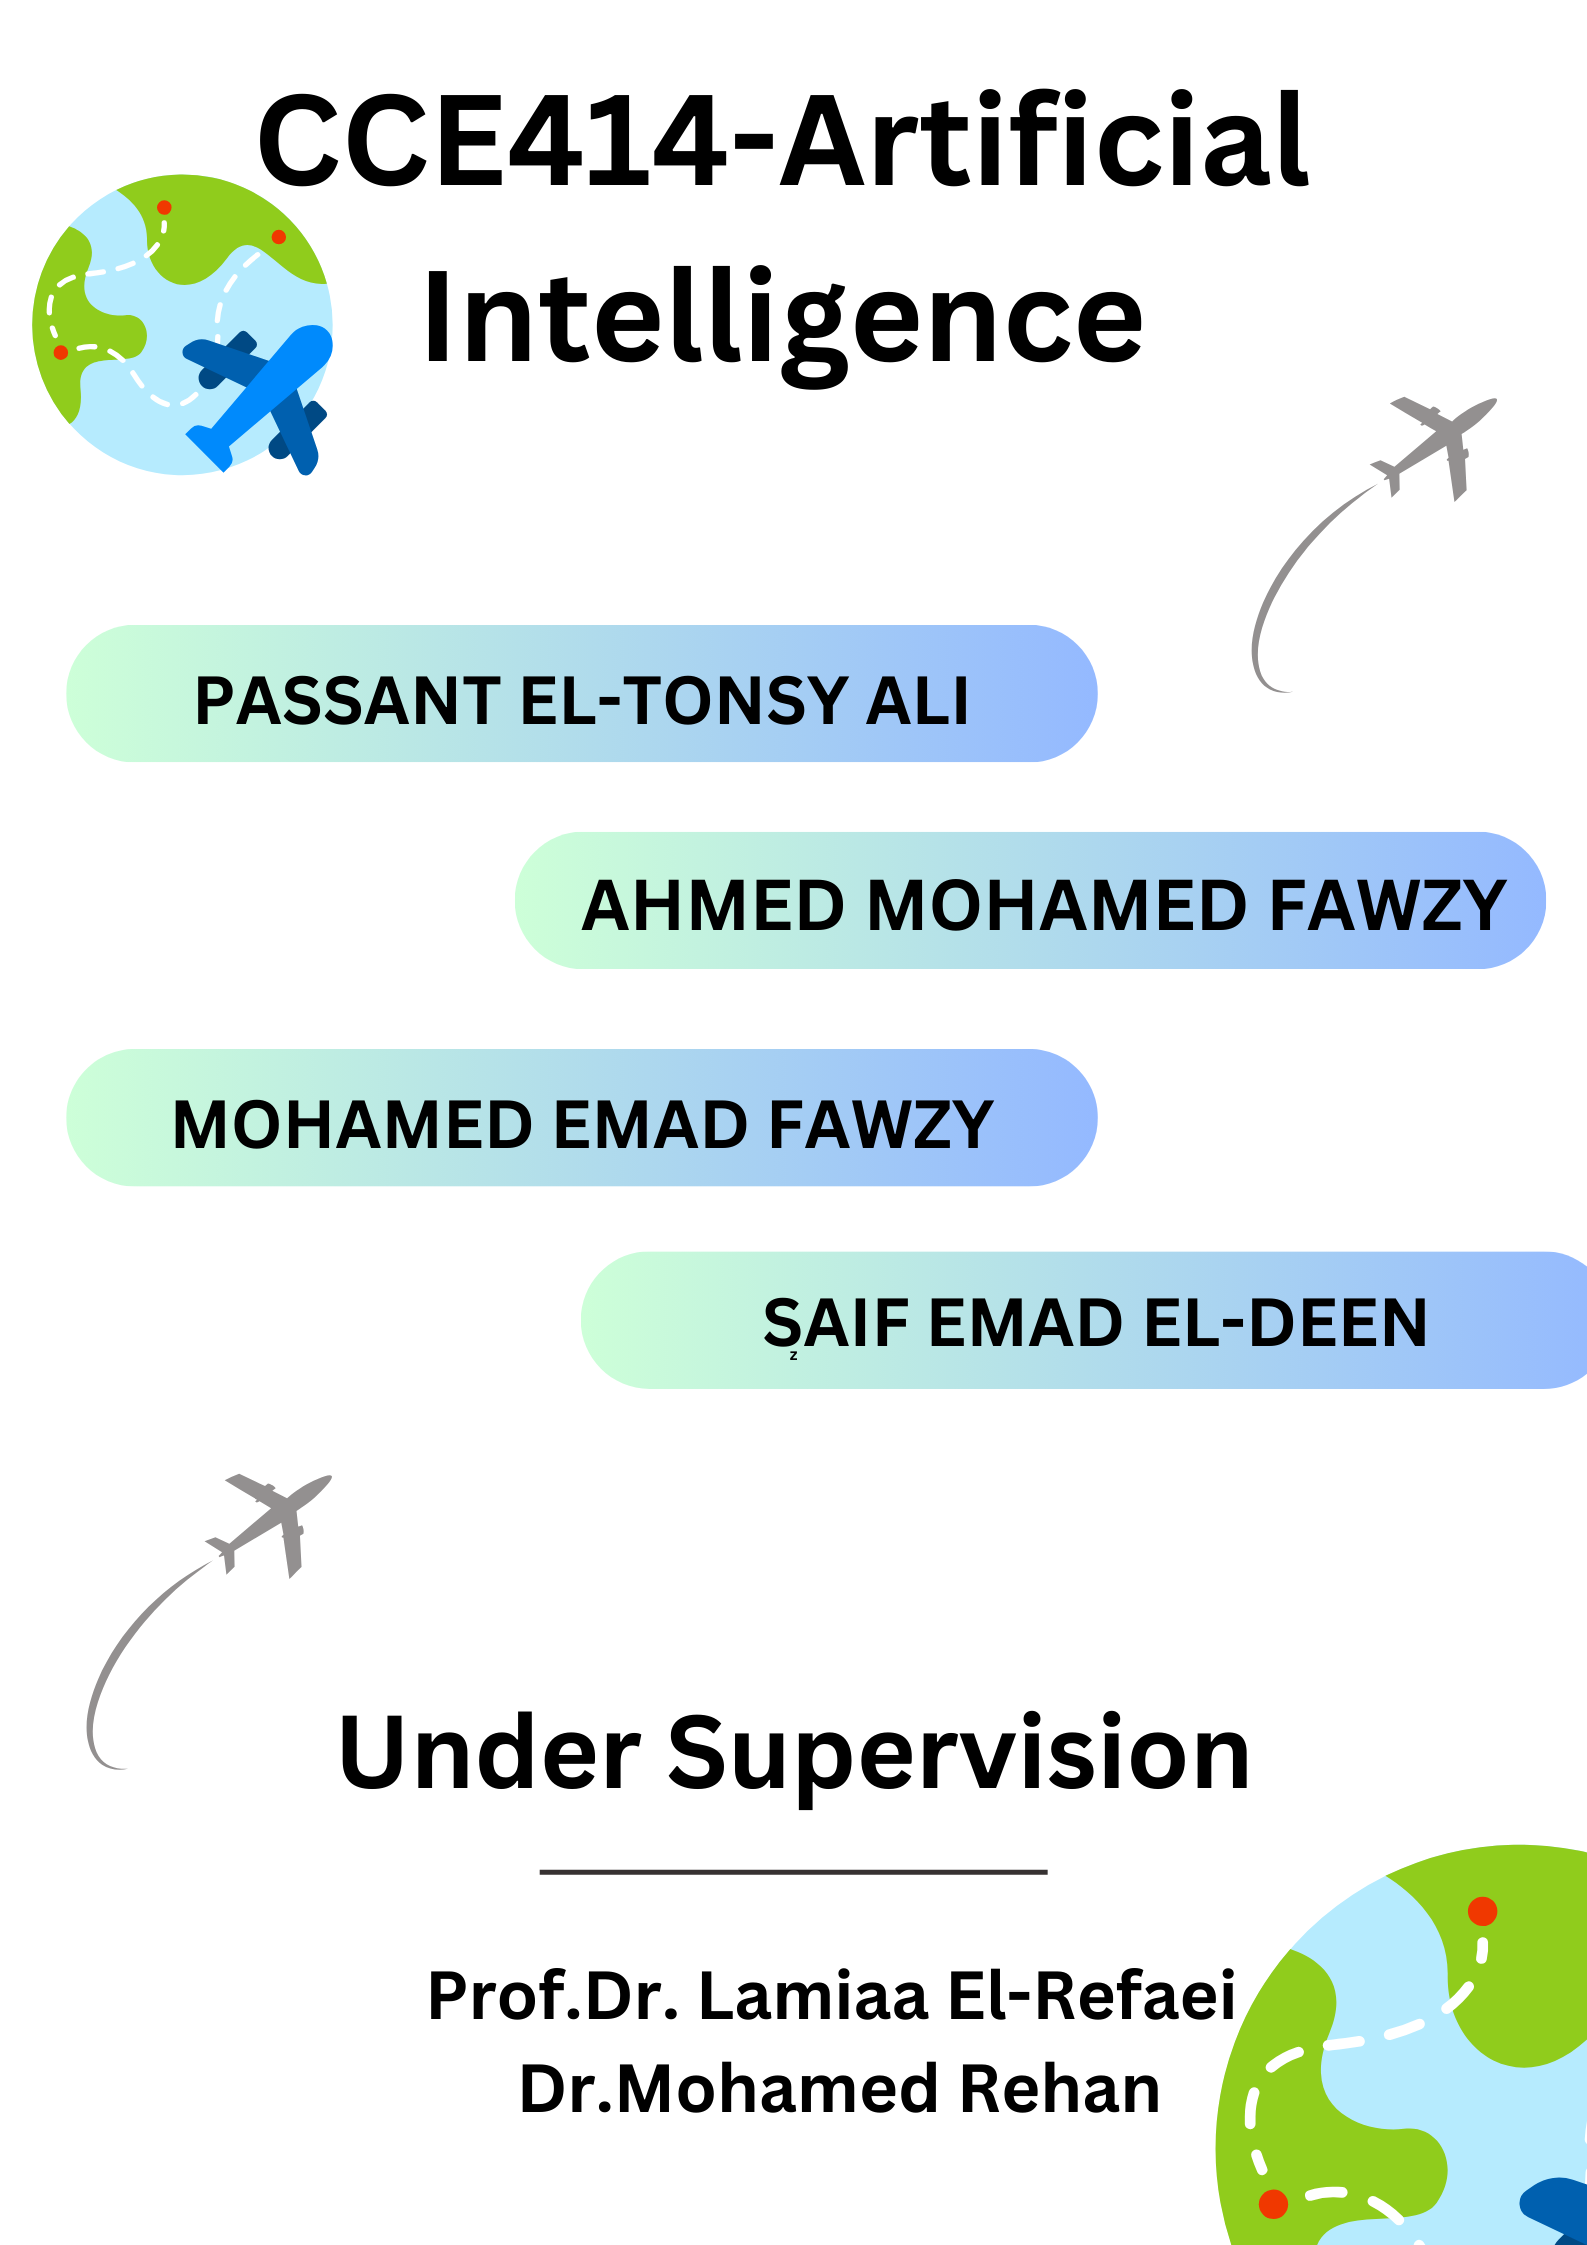 CCE414-Artificial
Intelligence
PASSANT EL-TONSY ALI
AHMED MOHAMED FAWZY
MOHAMED EMAD FAWZY
SAIF EMAD EL-DEEN
z
Under Supervision
Prof.Dr. Lamiaa El-Refaei
Dr.Mohamed Rehan